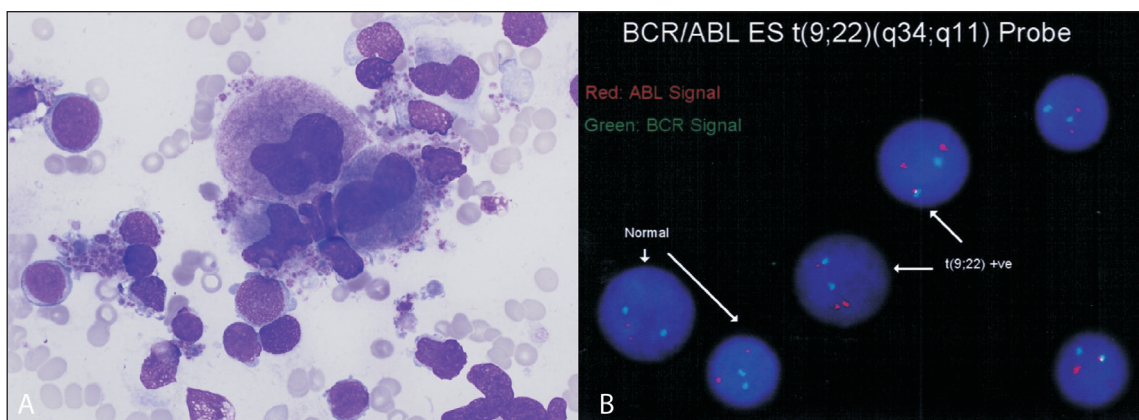 BCR/ABL ES t(9;22)(q34;q11) Probe
Red: ABL Signal
Green: BCR Signal
Normal
t(9;22) +ve
A
B